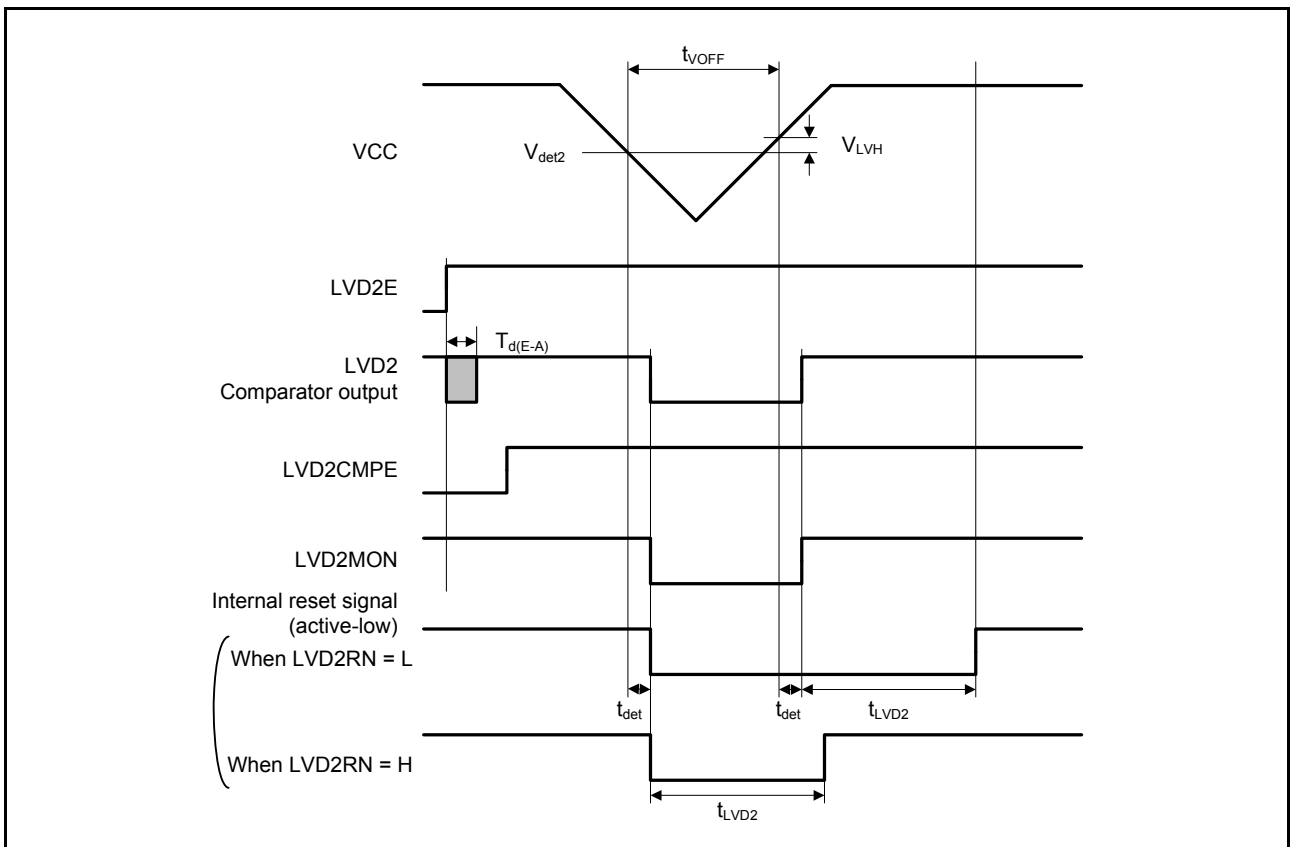 tVOFF
VCC
Vdet2
VLVH
LVD2E
Td(E-A)
LVD2
Comparator output
LVD2CMPE
LVD2MON
Internal reset signal
(active-low)
When LVD2RN = L
tdet
tdet
tLVD2
When LVD2RN = H
tLVD2